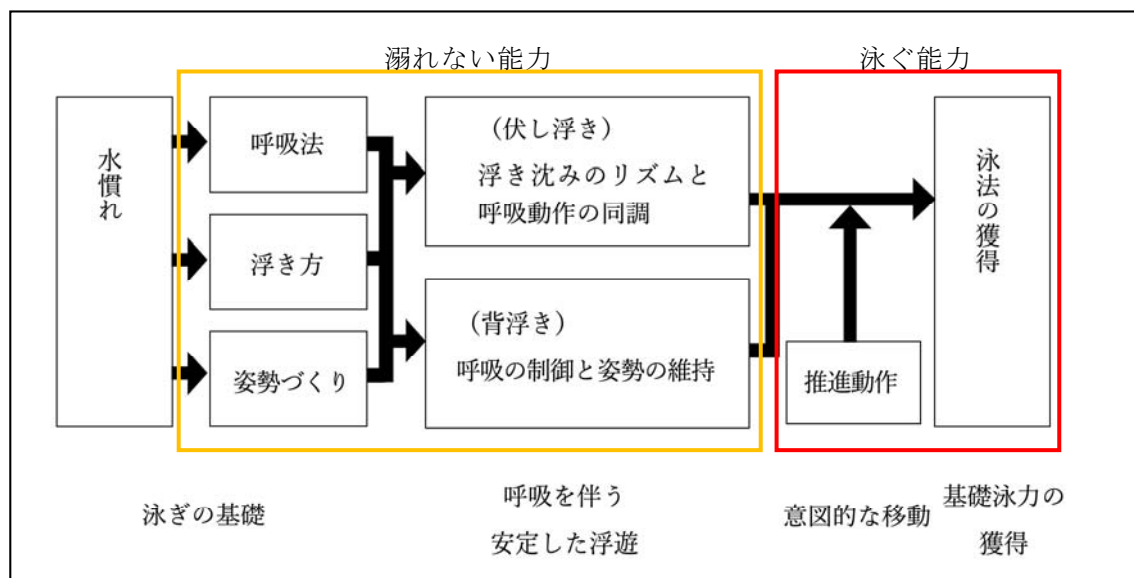 溺れない能力
泳ぐ能力
水慣れ
呼吸法
浮き方
姿勢づくり
（伏し浮き）
浮き沈みのリズムと
呼吸動作の同調
（背浮き）
呼吸の制御と姿勢の維持
推進動作
泳法の獲得
泳ぎの基礎
呼吸を伴う
安定した浮遊
意図的な移動
基礎泳力の
獲得